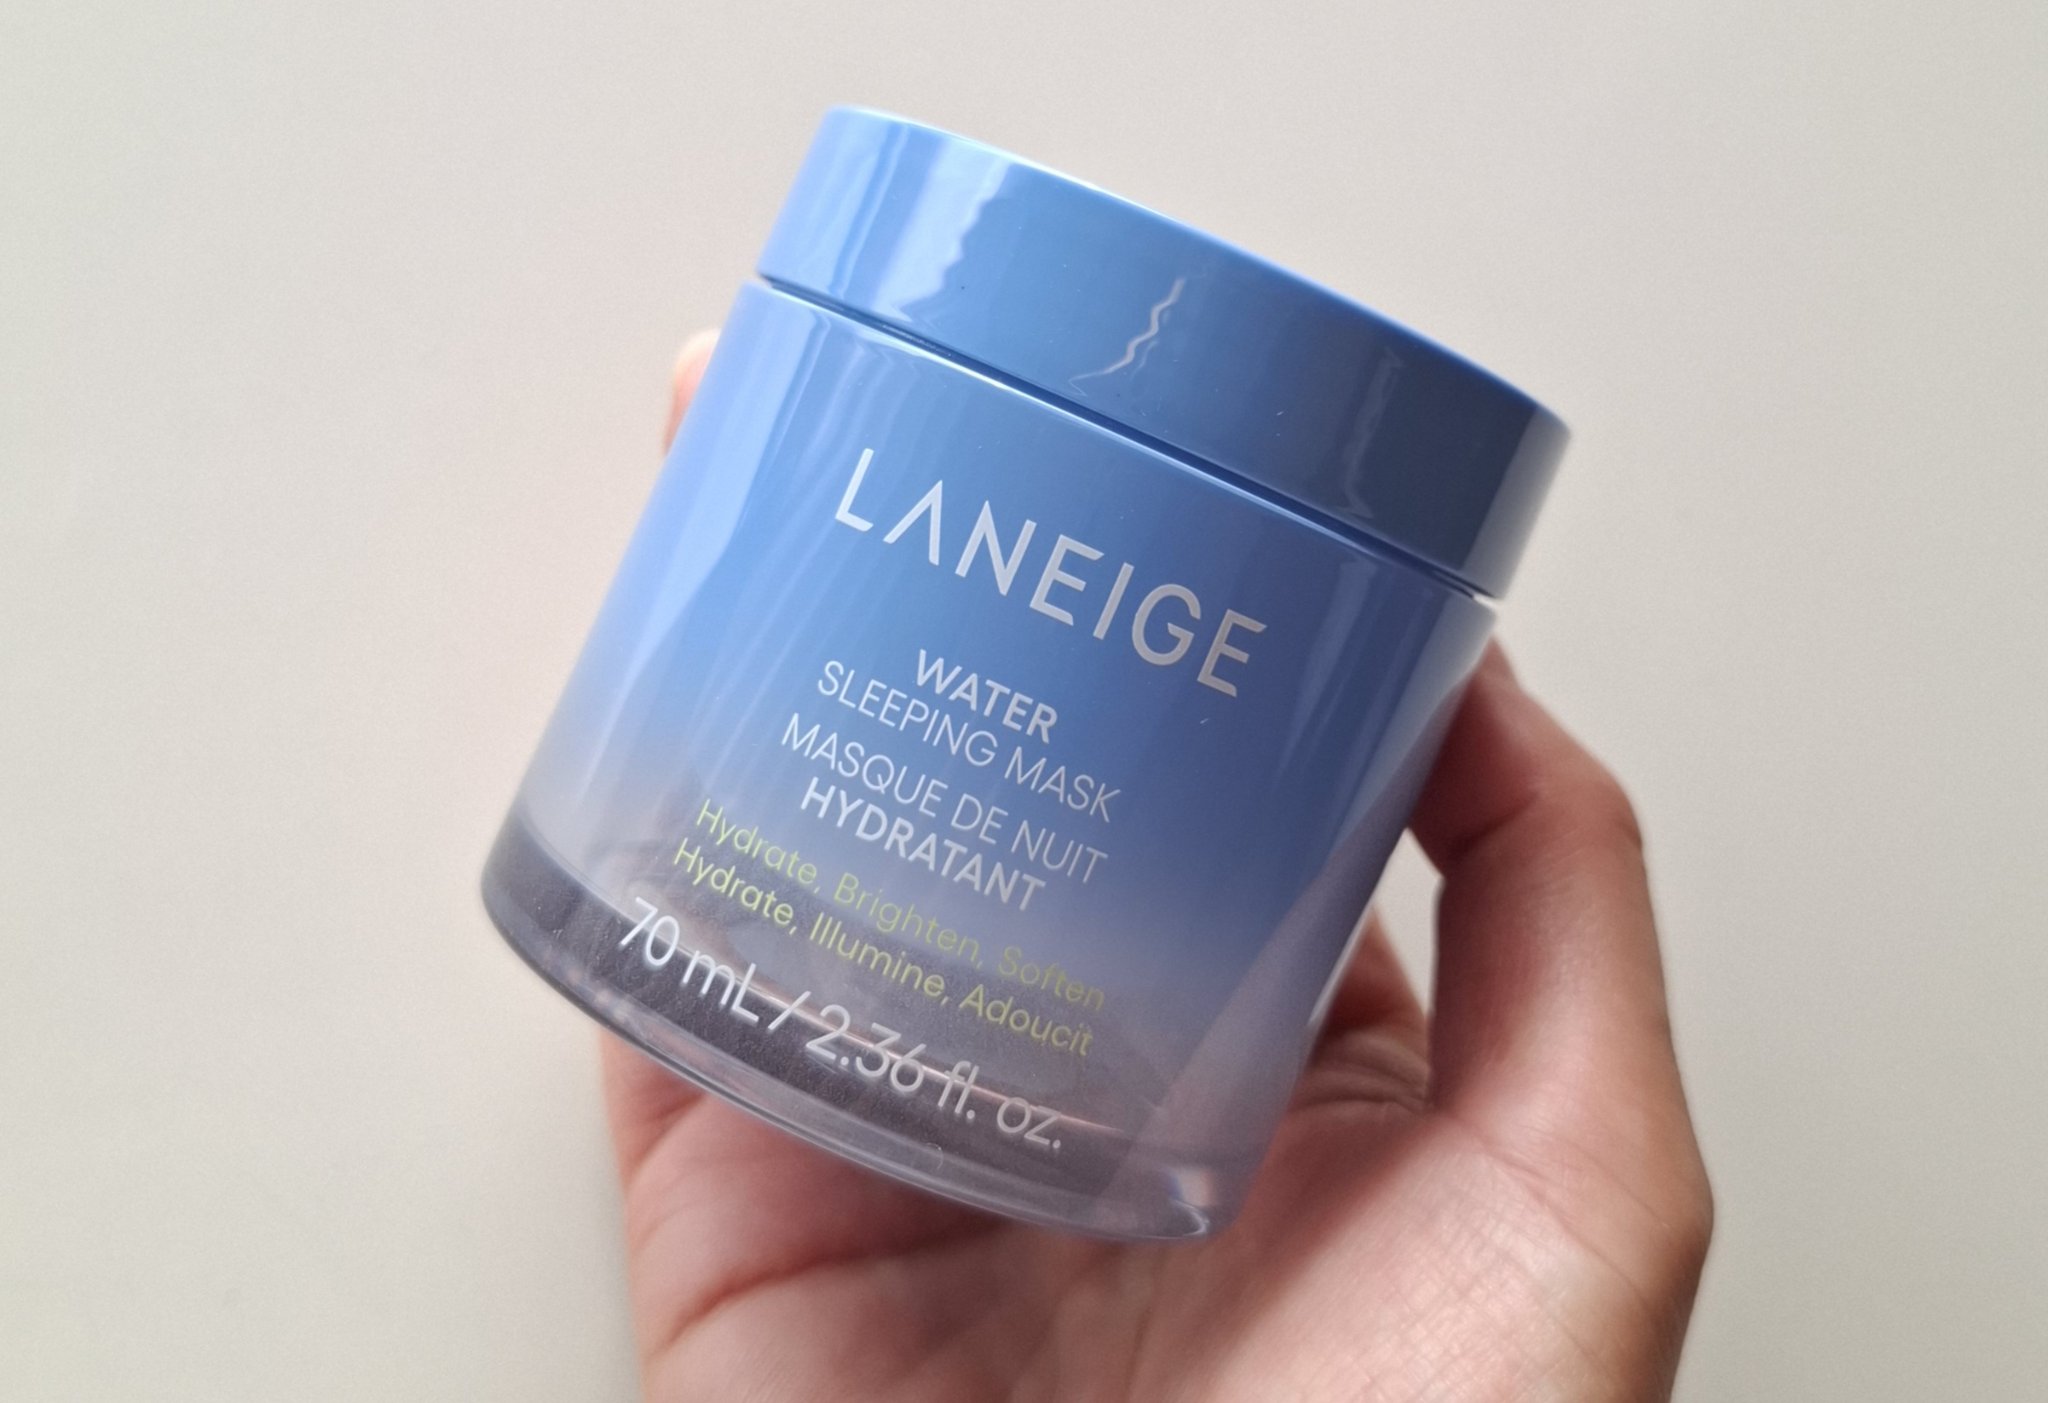 LANEIGE
WATER
SLEEPING MASK
MASQUE DE NUIT
HYDRATANT
Hydrate, Brighten, Soften
Hydrate, Illumine, Adoucit
70 mL / 2.36 fl. oz.